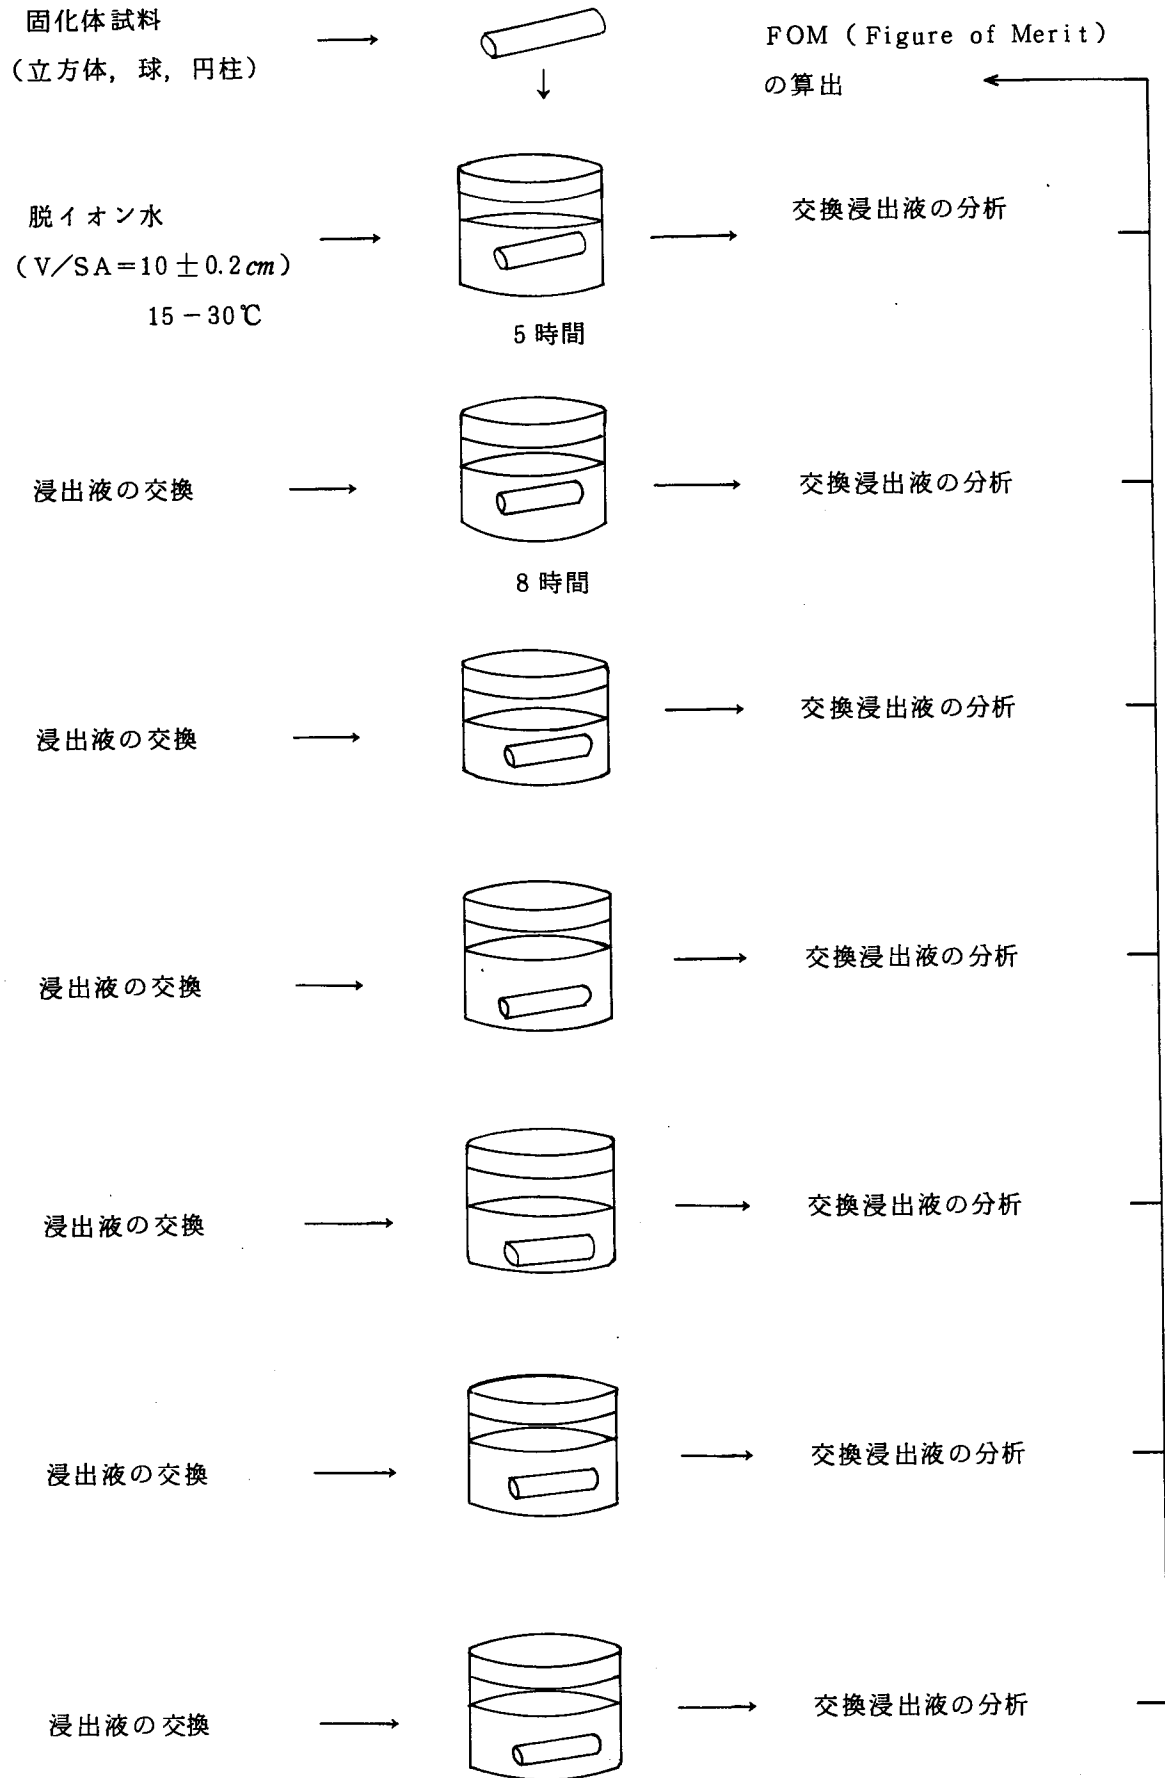 固化体試料
（立方体，球，円柱）
FOM（Figure of Merit）
の算出
脱イオン水
（V／SA＝10±0.2cm）
15－30℃
交換浸出液の分析
5時間
浸出液の交換
交換浸出液の分析
8時間
浸出液の交換
交換浸出液の分析
浸出液の交換
交換浸出液の分析
浸出液の交換
交換浸出液の分析
浸出液の交換
交換浸出液の分析
浸出液の交換
交換浸出液の分析